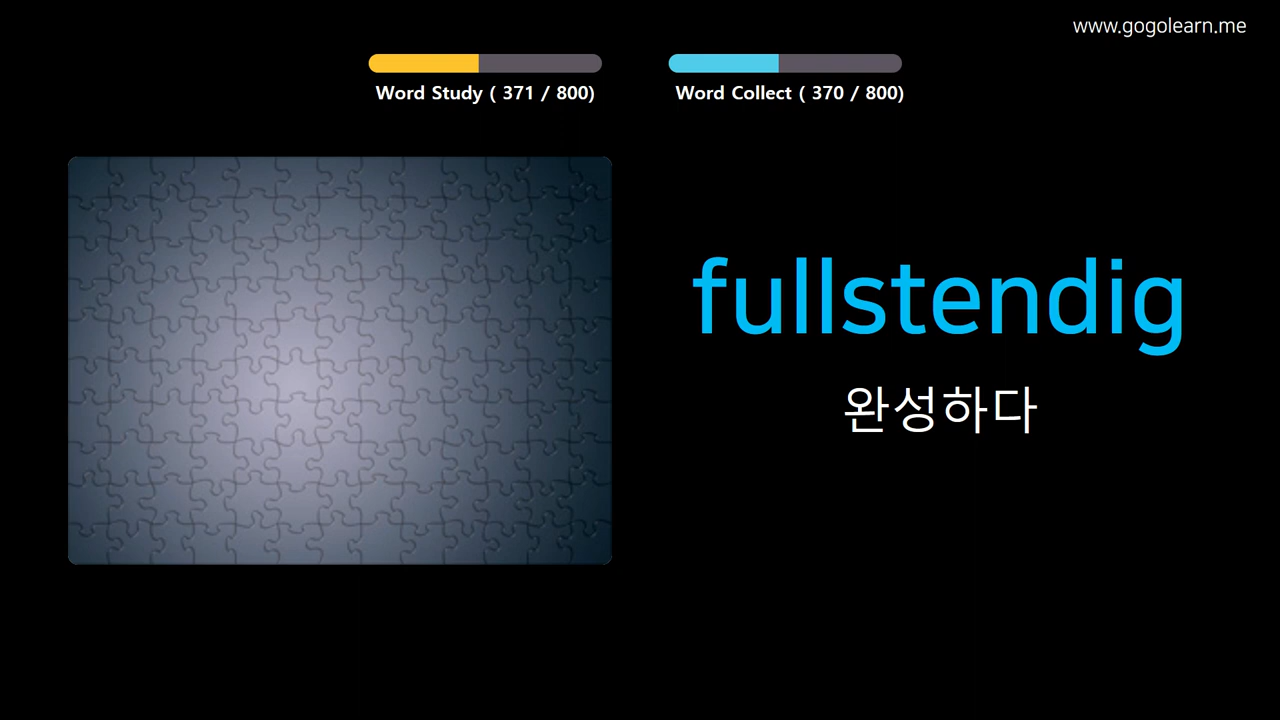 www.gogolearn.me
Word Study ( 371 / 800)
Word Collect ( 370 / 800)
fullstendig
완성하다